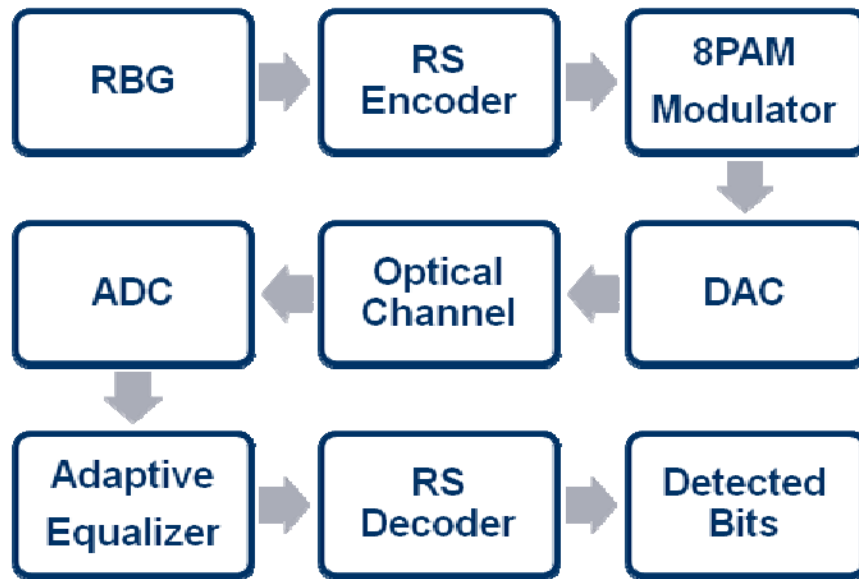 RBG
RS
Encoder
8PAM
Modulator
ADC
Optical
Channel
DAC
Adaptive
Equalizer
RS
Decoder
Detected
Bits